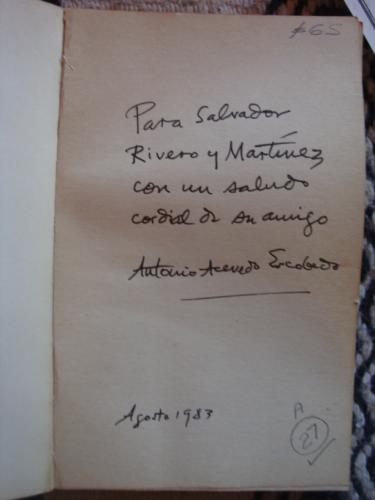 $65
Para Salvador
Rivero y Martínez
con un saludo
cordial de su amigo
Antonio Acevedo Escobedo
Agosto 1983
A.
27